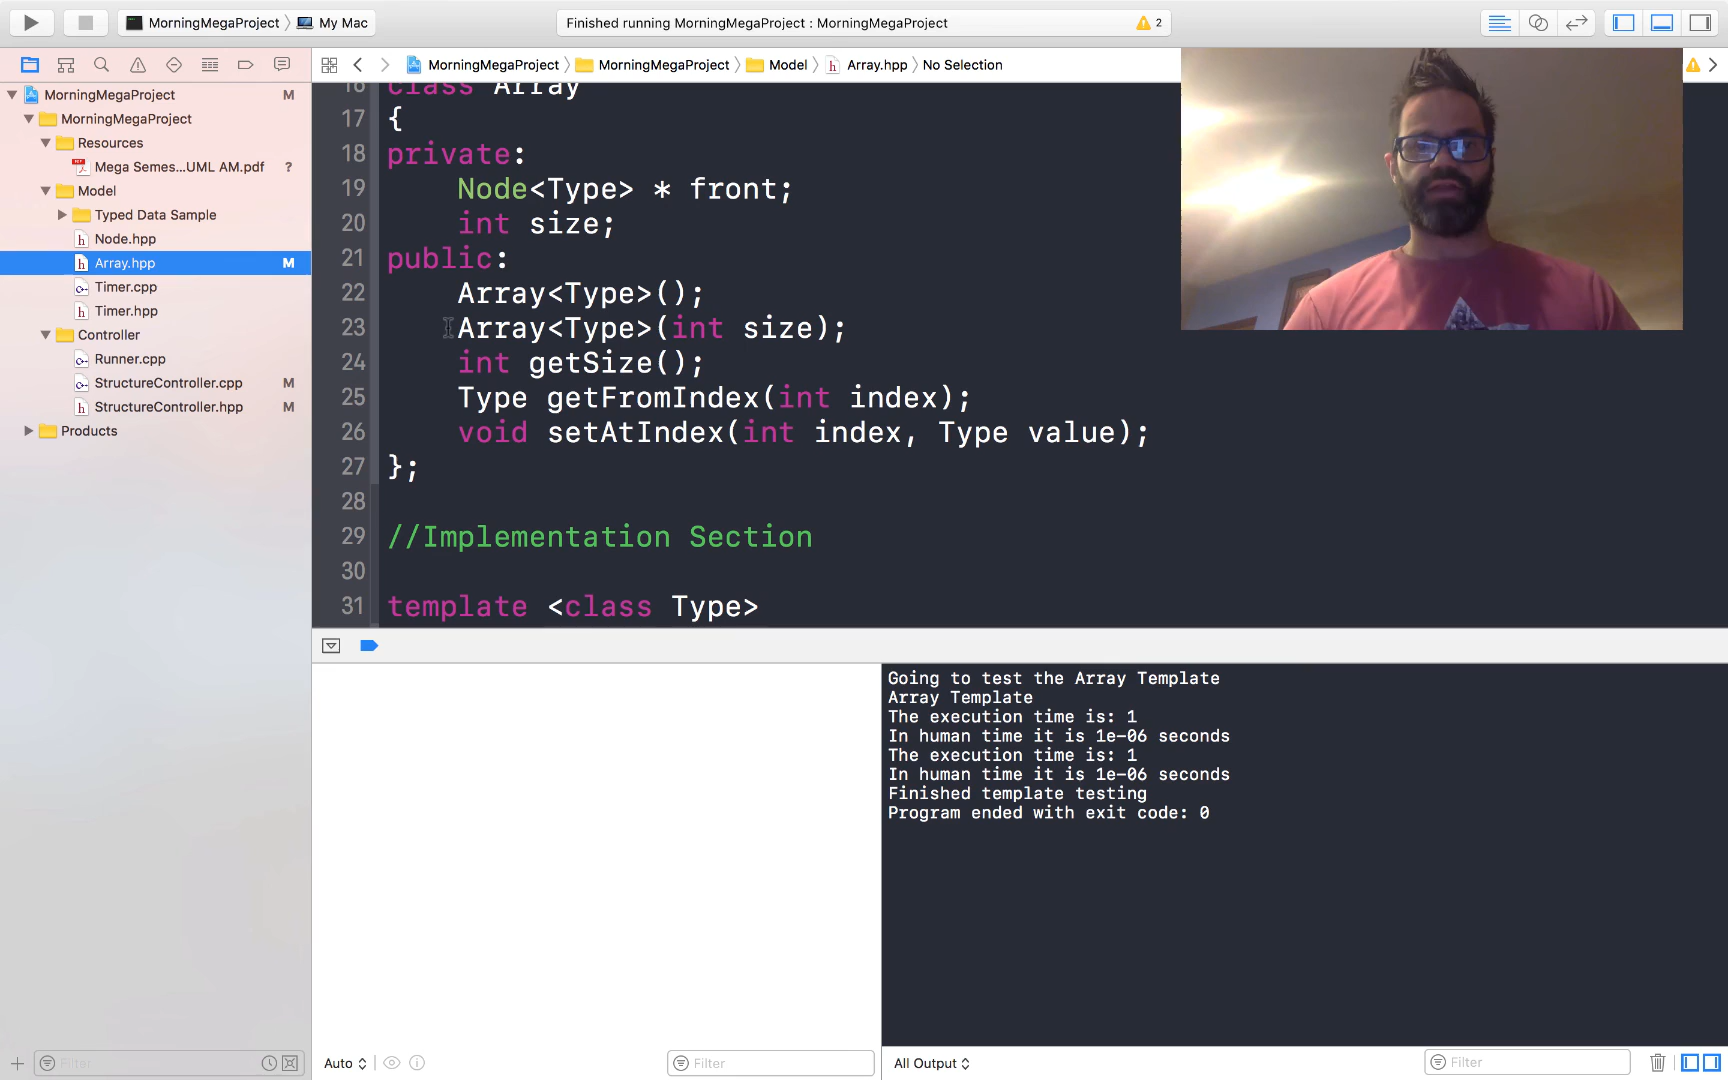 MorningMegaProject
My Mac
Finished running MorningMegaProject : MorningMegaProject
2
MorningMegaProject
MorningMegaProject
Model
Array.hpp
No Selection
MorningMegaProject M
MorningMegaProject
Resources
Mega Semes...UML AM.pdf ?
Model
Typed Data Sample
Node.hpp
Array.hpp M
Timer.cpp
Timer.hpp
Controller
Runner.cpp
StructureController.cpp M
StructureController.hpp M
Products
16 class Array
17 {
18 private:
19 Node<Type> * front;
20 int size;
21 public:
22 Array<Type>();
23 Array<Type>(int size);
24 int getSize();
25 Type getFromIndex(int index);
26 void setAtIndex(int index, Type value);
27 };
28
29 //Implementation Section
30
31 template <class Type>
Going to test the Array Template
Array Template
The execution time is: 1
In human time it is 1e-06 seconds
The execution time is: 1
In human time it is 1e-06 seconds
Finished template testing
Program ended with exit code: 0
Filter
Auto
Filter
All Output
Filter